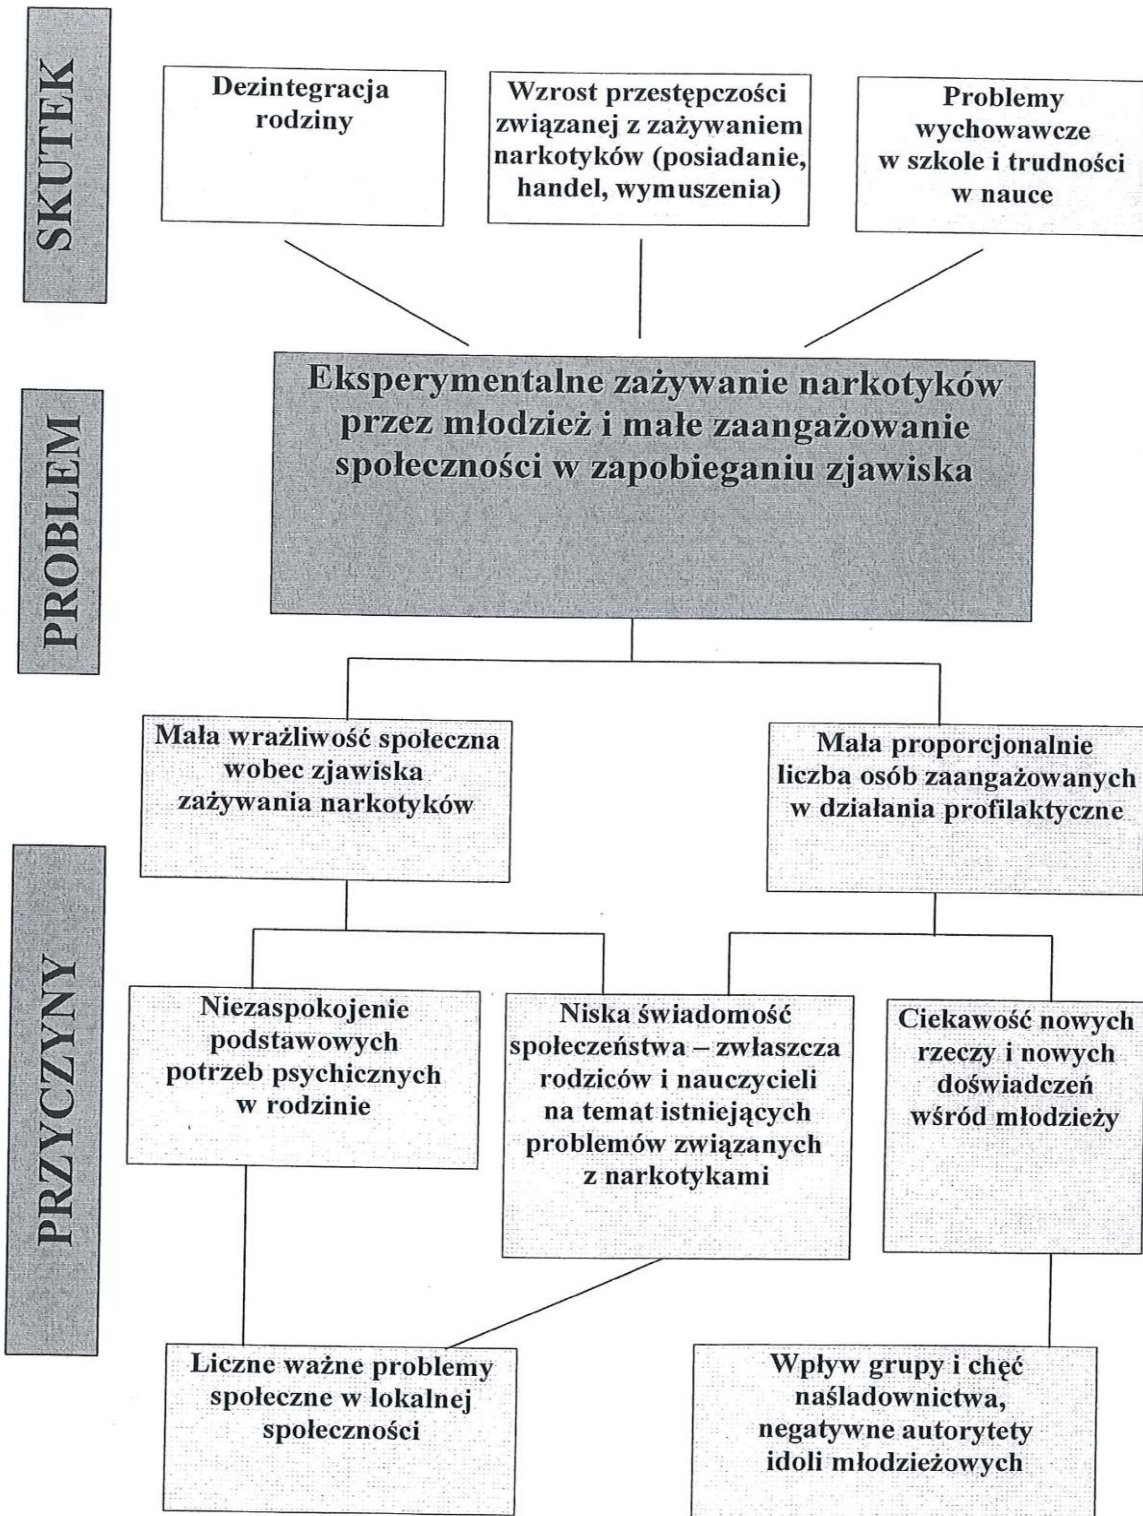 SKUTEK
Dezintegracja
rodziny
Wzrost przestępczości
związanej z zażywaniem
narkotyków (posiadanie,
handel, wymuszenia)
Problemy
wychowawcze
w szkole i trudności
w nauce
PROBLEM
Eksperymentalne zażywanie narkotyków
przez młodzież i małe zaangażowanie
społeczności w zapobieganiu zjawiska
PRZYCZYNY
Mała wrażliwość społeczna
wobec zjawiska
zażywania narkotyków
Mała proporcjonalnie
liczba osób zaangażowanych
w działania profilaktyczne
Niezaspokojenie
podstawowych
potrzeb psychicznych
w rodzinie
Niska świadomość
społeczeństwa – zwłaszcza
rodziców i nauczycieli
na temat istniejących
problemów związanych
z narkotykami
Ciekawość nowych
rzeczy i nowych
doświadczeń
wśród młodzieży
Liczne ważne problemy
społeczne w lokalnej
społeczności
Wpływ grupy i chęć
naśladownictwa,
negatywne autorytety
idoli młodzieżowych